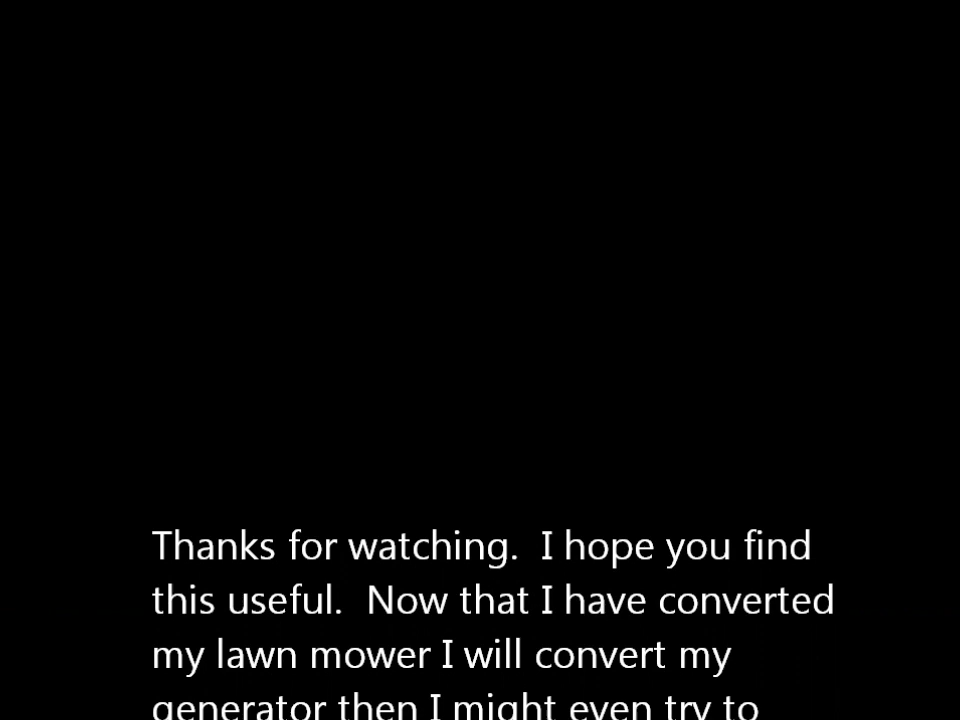 Thanks for watching.  I hope you find
this useful.  Now that I have converted
my lawn mower I will convert my
generator then I might even try to